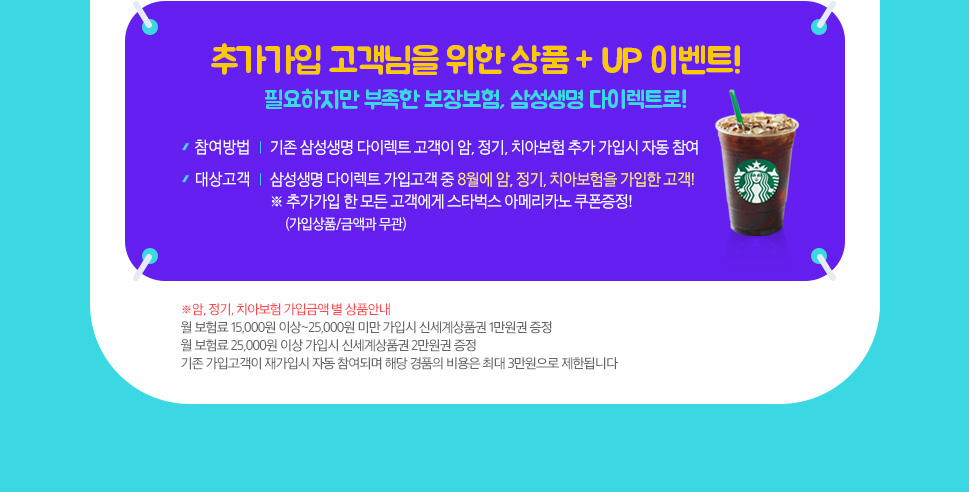 추가가입 고객님을 위한 상품 + UP 이벤트!
필요하지만 부족한 보장보험, 삼성생명 다이렉트로!
참여방법 | 기존 삼성생명 다이렉트 고객이 암, 정기, 치아보험 추가 가입시 자동 참여
대상고객 | 삼성생명 다이렉트 가입고객 중 8월에 암, 정기, 치아보험을 가입한 고객!
※ 추가가입 한 모든 고객에게 스타벅스 아메리카노 쿠폰증정!
(가입상품/금액과 무관)
※암, 정기, 치아보험 가입금액 별 상품안내
월 보험료 15,000원 이상~25,000원 미만 가입시 신세계상품권 1만원권 증정
월 보험료 25,000원 이상 가입시 신세계상품권 2만원권 증정
기존 가입고객이 재가입시 자동 참여되며 해당 경품의 비용은 최대 3만원으로 제한됩니다